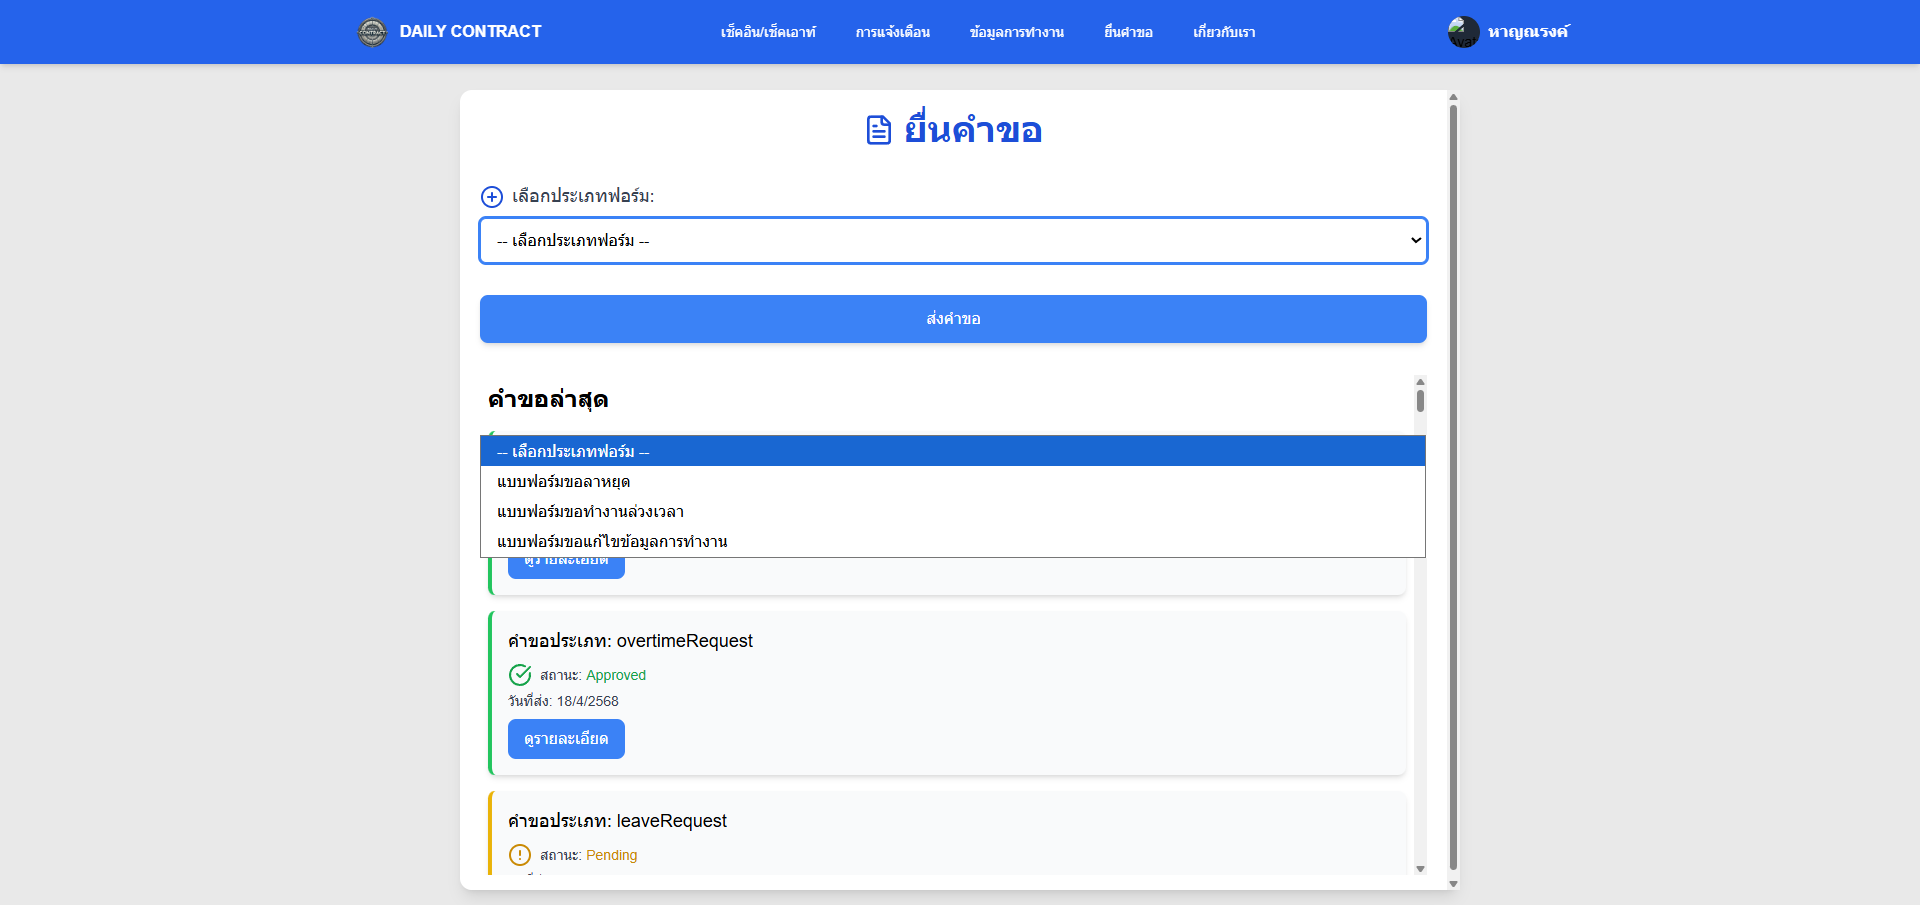 DAILY CONTRACT
เช็คอิน/เช็คเอาท์
การแจ้งเตือน
ข้อมูลการทำงาน
ยื่นคำขอ
เกี่ยวกับเรา
หาญณรงค์
ยื่นคำขอ
เลือกประเภทฟอร์ม:
-- เลือกประเภทฟอร์ม --
ส่งคำขอ
คำขอล่าสุด
-- เลือกประเภทฟอร์ม --
แบบฟอร์มขอลาหยุด
แบบฟอร์มขอทำงานล่วงเวลา
แบบฟอร์มขอแก้ไขข้อมูลการทำงาน
ดูรายละเอียด
คำขอประเภท: overtimeRequest
สถานะ: Approved
วันที่ส่ง: 18/4/2568
ดูรายละเอียด
คำขอประเภท: leaveRequest
สถานะ: Pending